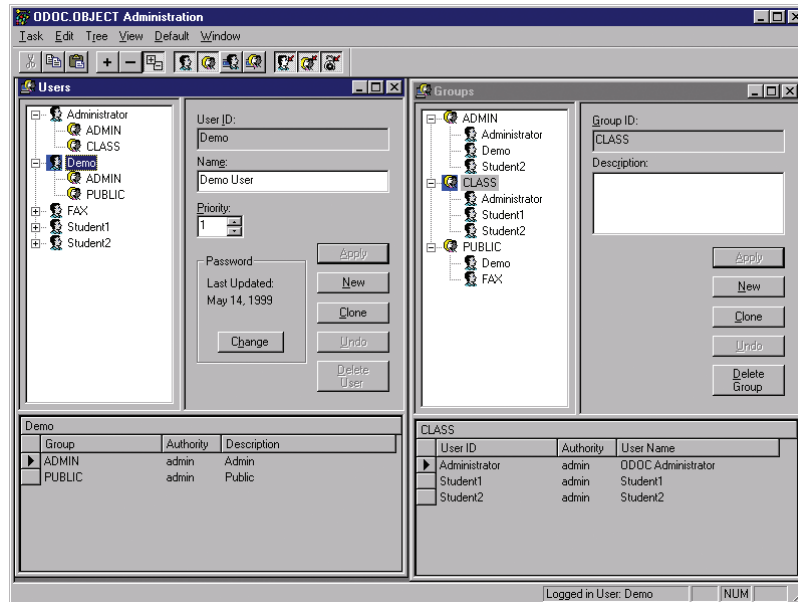 ODOC.OBJECT Administration
Task Edit Tree View Default Window
Users
Administrator
ADMIN
CLASS
Demo
ADMIN
PUBLIC
FAX
Student1
Student2
User ID:
Demo
Name:
Demo User
Priority:
1
Password
Last Updated:
May 14, 1999
Change
Apply
New
Clone
Undo
Delete
User
Demo
Group Authority Description
ADMIN admin Admin
PUBLIC admin Public
Groups
ADMIN
Administrator
Demo
Student2
CLASS
Administrator
Student1
Student2
PUBLIC
Demo
FAX
Group ID:
CLASS
Description:
Apply
New
Clone
Undo
Delete
Group
CLASS
User ID Authority User Name
Administrator admin ODOC Administrator
Student1 admin Student1
Student2 admin Student2
Logged in User: Demo NUM